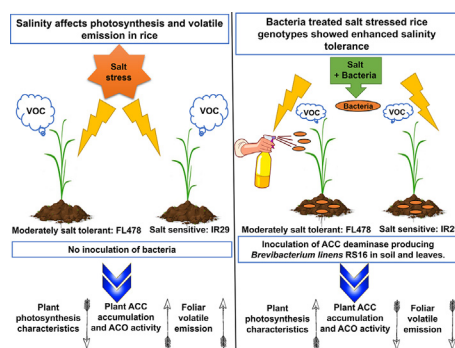 Salinity affects photosynthesis and volatile
emission in rice
Salt
stress
VOC
VOC
Moderately salt tolerant: FL478
Salt sensitive: IR29
No inoculation of bacteria
Plant
photosynthesis
characteristics
Plant ACC
accumulation
and ACO activity
Foliar
volatile
emission
Bacteria treated salt stressed rice
genotypes showed enhanced salinity
tolerance
Salt
+ Bacteria
Bacteria
VOC
VOC
Moderately salt tolerant: FL478
Salt sensitive: IR2
Inoculation of ACC deaminase producing
Brevibacterium linens RS16 in soil and leaves.
Plant
photosynthesis
characteristics
Plant ACC
accumulation
and ACO activity
Foliar
volatile
emission